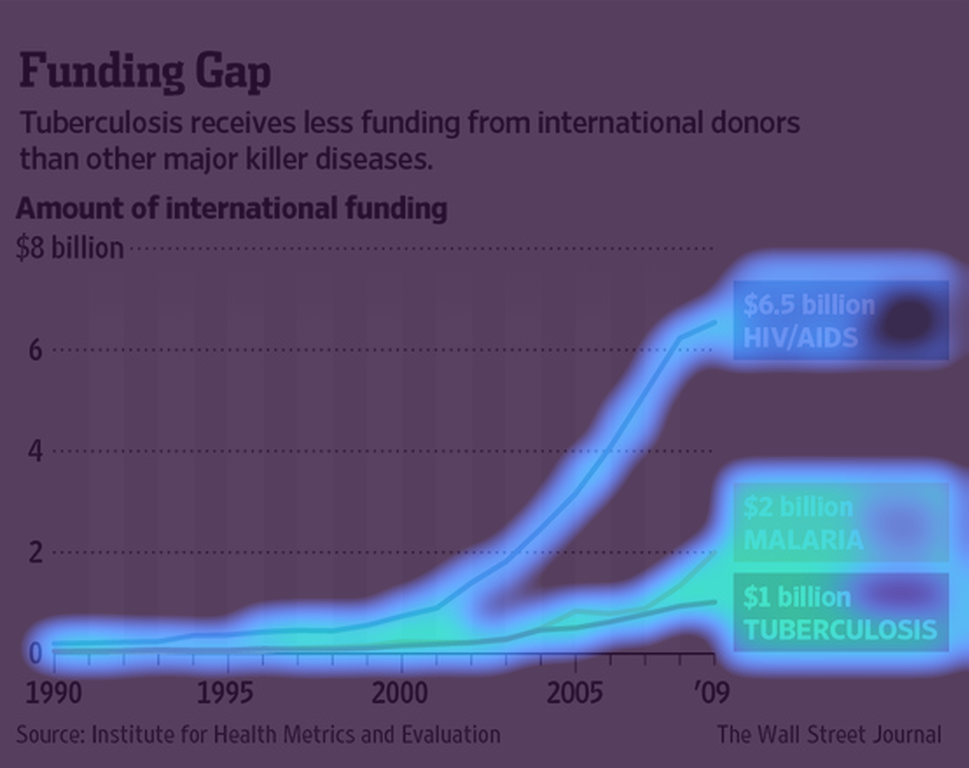 Funding Gap
Tuberculosis receives less funding from international donors
than other major killer diseases.
Amount of international funding
$8 billion
$6.5 billion
HIV/AIDS
6
4
$2 billion
MALARIA
2
$1 billion
TUBERCULOSIS
0
1990 1995 2000 2005 '09
Source: Institute for Health Metrics and Evaluation The Wall Street Journal